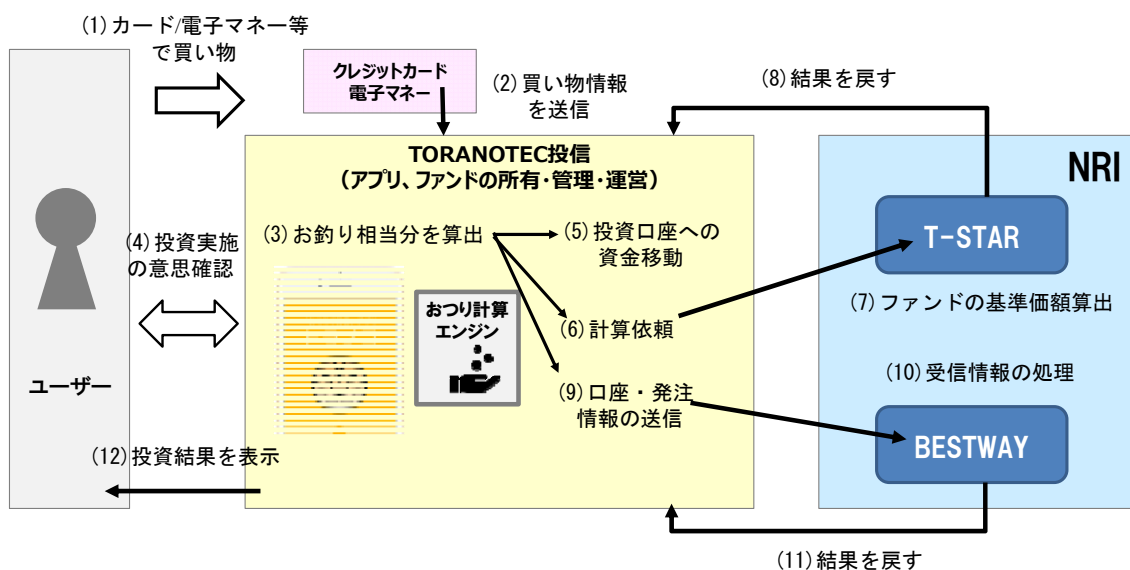 (1)カード/電子マネー等
で買い物
クレジットカード
電子マネー
(2)買い物情報
を送信
(8)結果を戻す
TORANOTEC投信
（アプリ、ファンドの所有・管理・運営）
NRI
(3)お釣り相当分を算出
(4)投資実施
の意思確認
(5)投資口座への
資金移動
T-STAR
(7)ファンドの基準価額算出
おつり計算
エンジン
(6)計算依頼
ユーザー
(10)受信情報の処理
(9)口座・発注
情報の送信
BESTWAY
(12)投資結果を表示
(11)結果を戻す